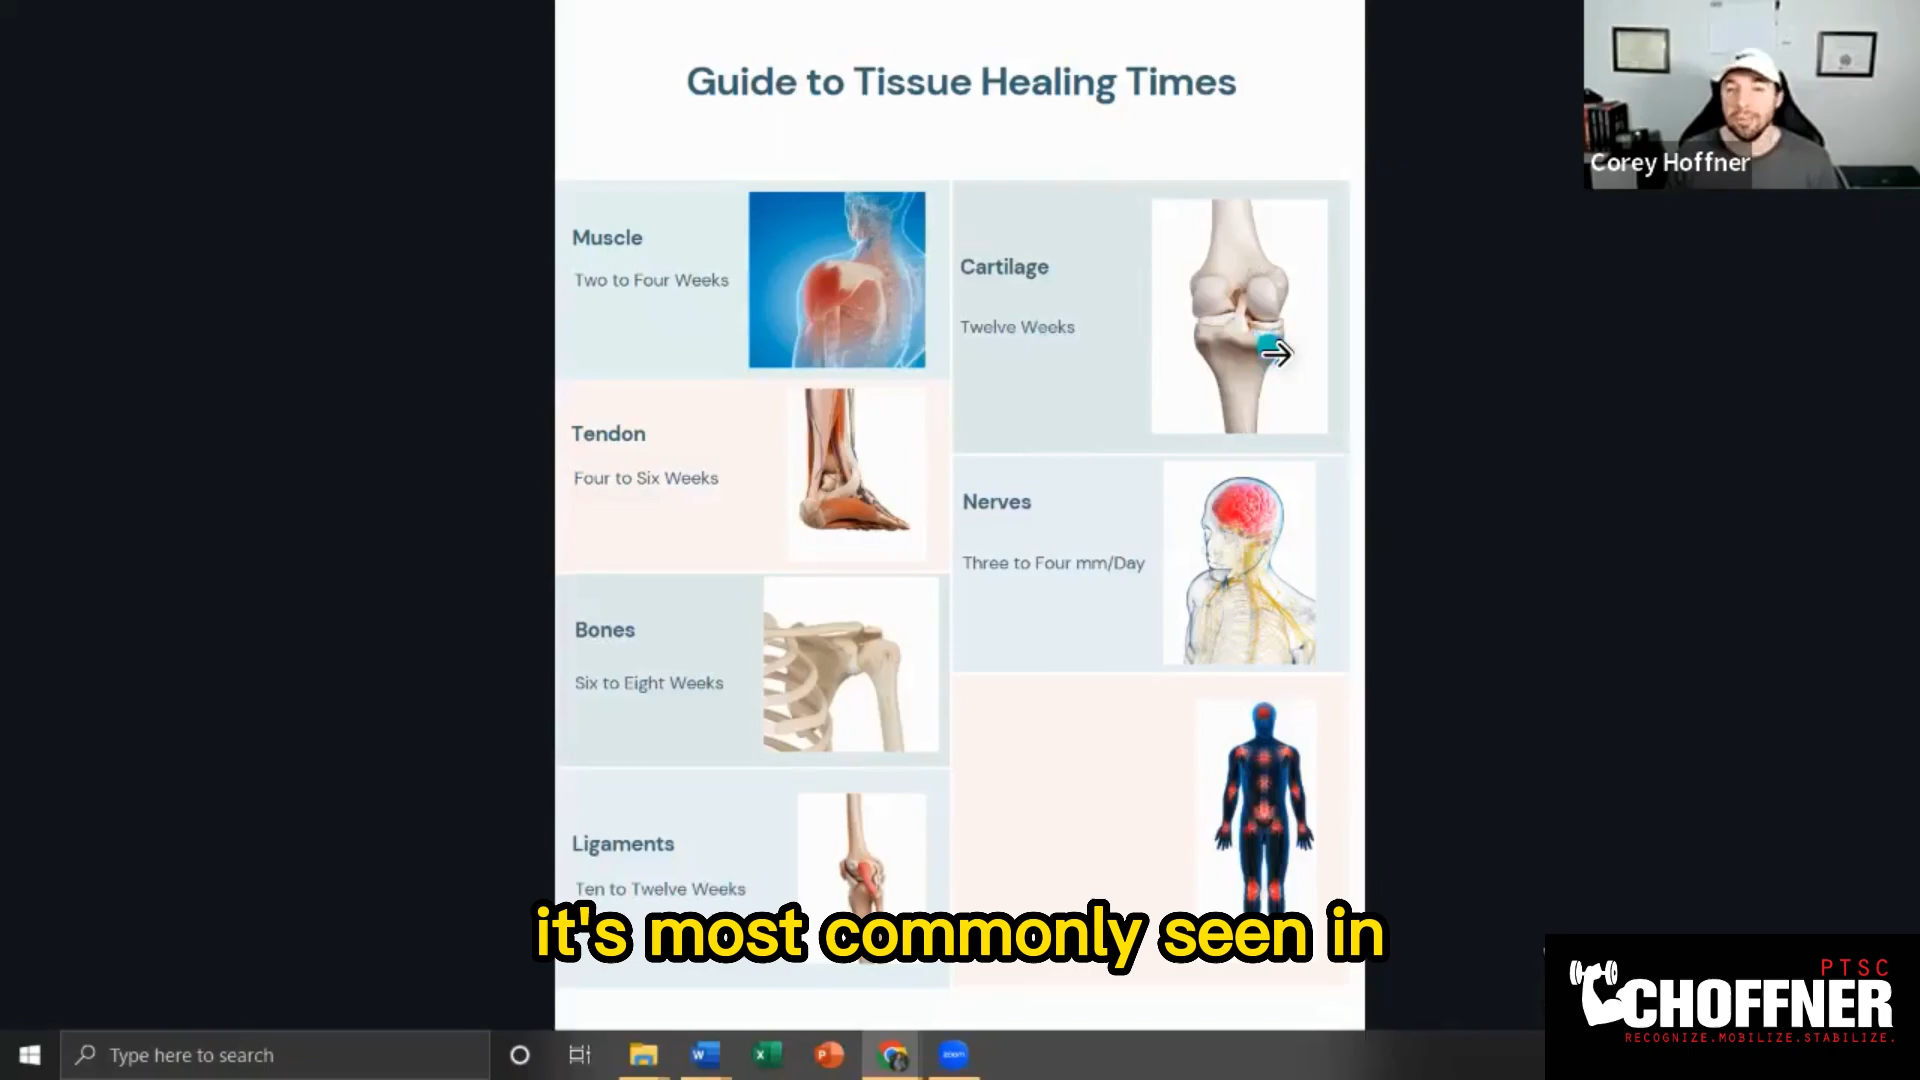 Guide to Tissue Healing Times
Corey Hoffner
Muscle
Two to Four Weeks
Tendon
Four to Six Weeks
Bones
Six to Eight Weeks
Ligaments
Ten to Twelve Weeks
Cartilage
Twelve Weeks
Nerves
Three to Four mm/Day
it's most commonly seen in
PTSC
CHOFFNER
RECOGNIZE.MOBILIZE.STABILIZE.
Type here to search
W
X
P
zoom